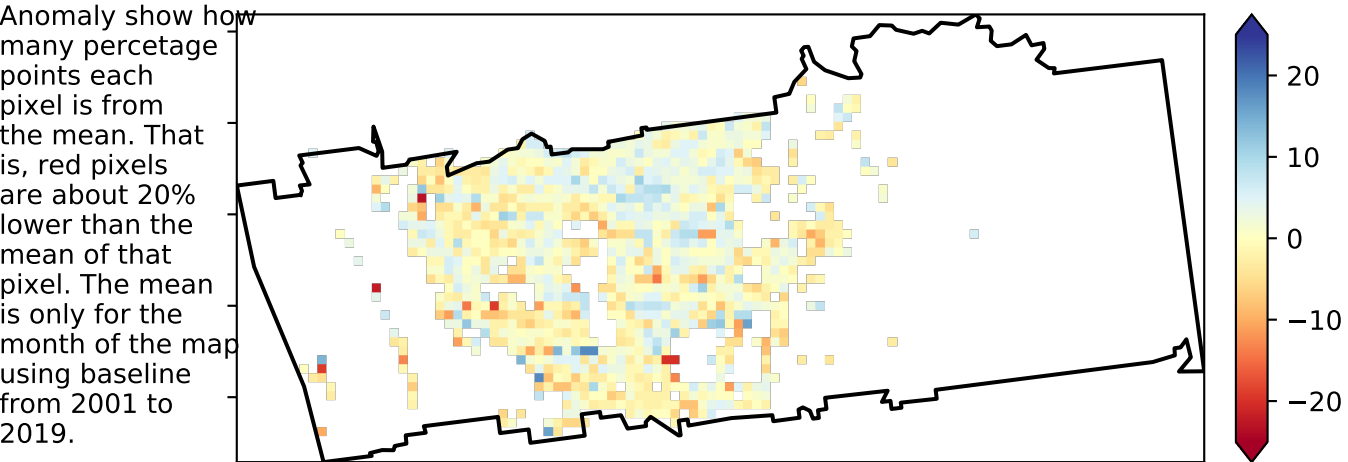 Anomaly show how
many percetage
points each
pixel is from
the mean. That
is, red pixels
are about 20%
lower than the
mean of that
pixel. The mean
is only for the
month of the map
using baseline
from 2001 to
2019.
20
10
0
−10
−20